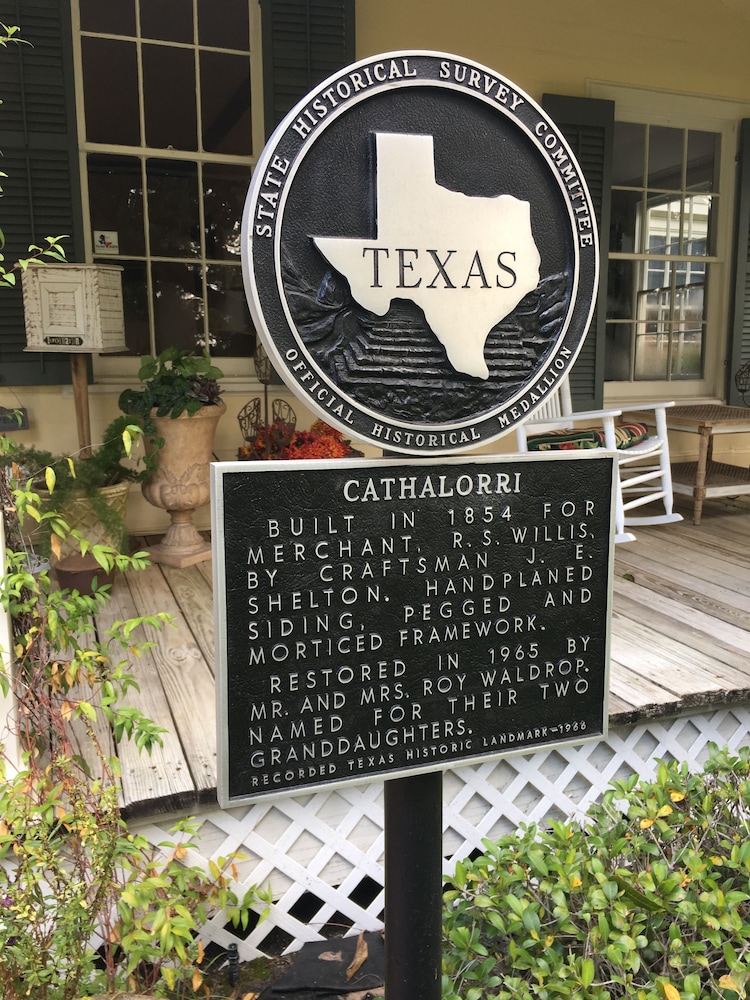 STATE HISTORICAL SURVEY COMMITTEE
TEXAS
OFFICIAL HISTORICAL MEDALLION
CATHALORRI
BUILT IN 1854 FOR
MERCHANT, R.S. WILLIS,
BY CRAFTSMAN J. E.
SHELTON. HANDPLANED
SIDING, PEGGED AND
MORTICED FRAMEWORK.
RESTORED IN 1965 BY
MR. AND MRS. ROY WALDROP.
NAMED FOR THEIR TWO
GRANDDAUGHTERS.
RECORDED TEXAS HISTORIC LANDMARK-1968